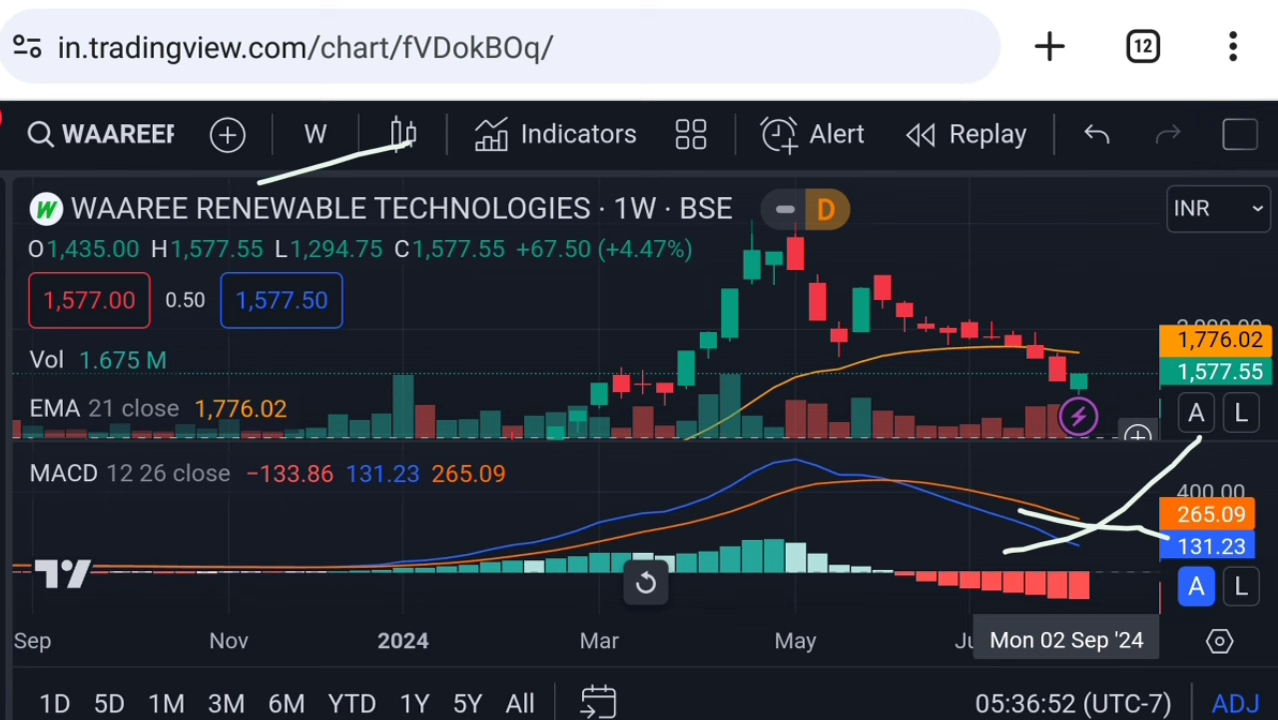 in.tradingview.com/chart/fVDokBOq/
12
WAAREEF W Indicators Alert Replay
WAAREE RENEWABLE TECHNOLOGIES · 1W · BSE D INR
O1,435.00 H1,577.55 L1,294.75 C1,577.55 +67.50 (+4.47%)
1,577.00 0.50 1,577.50
1,776.02
Vol 1.675 M 1,577.55
EMA 21 close 1,776.02 A L
MACD 12 26 close −133.86 131.23 265.09
400.00
265.09
131.23
A L
Sep Nov 2024 Mar May Mon 02 Sep '24
1D 5D 1M 3M 6M YTD 1Y 5Y All 05:36:52 (UTC-7) ADJ